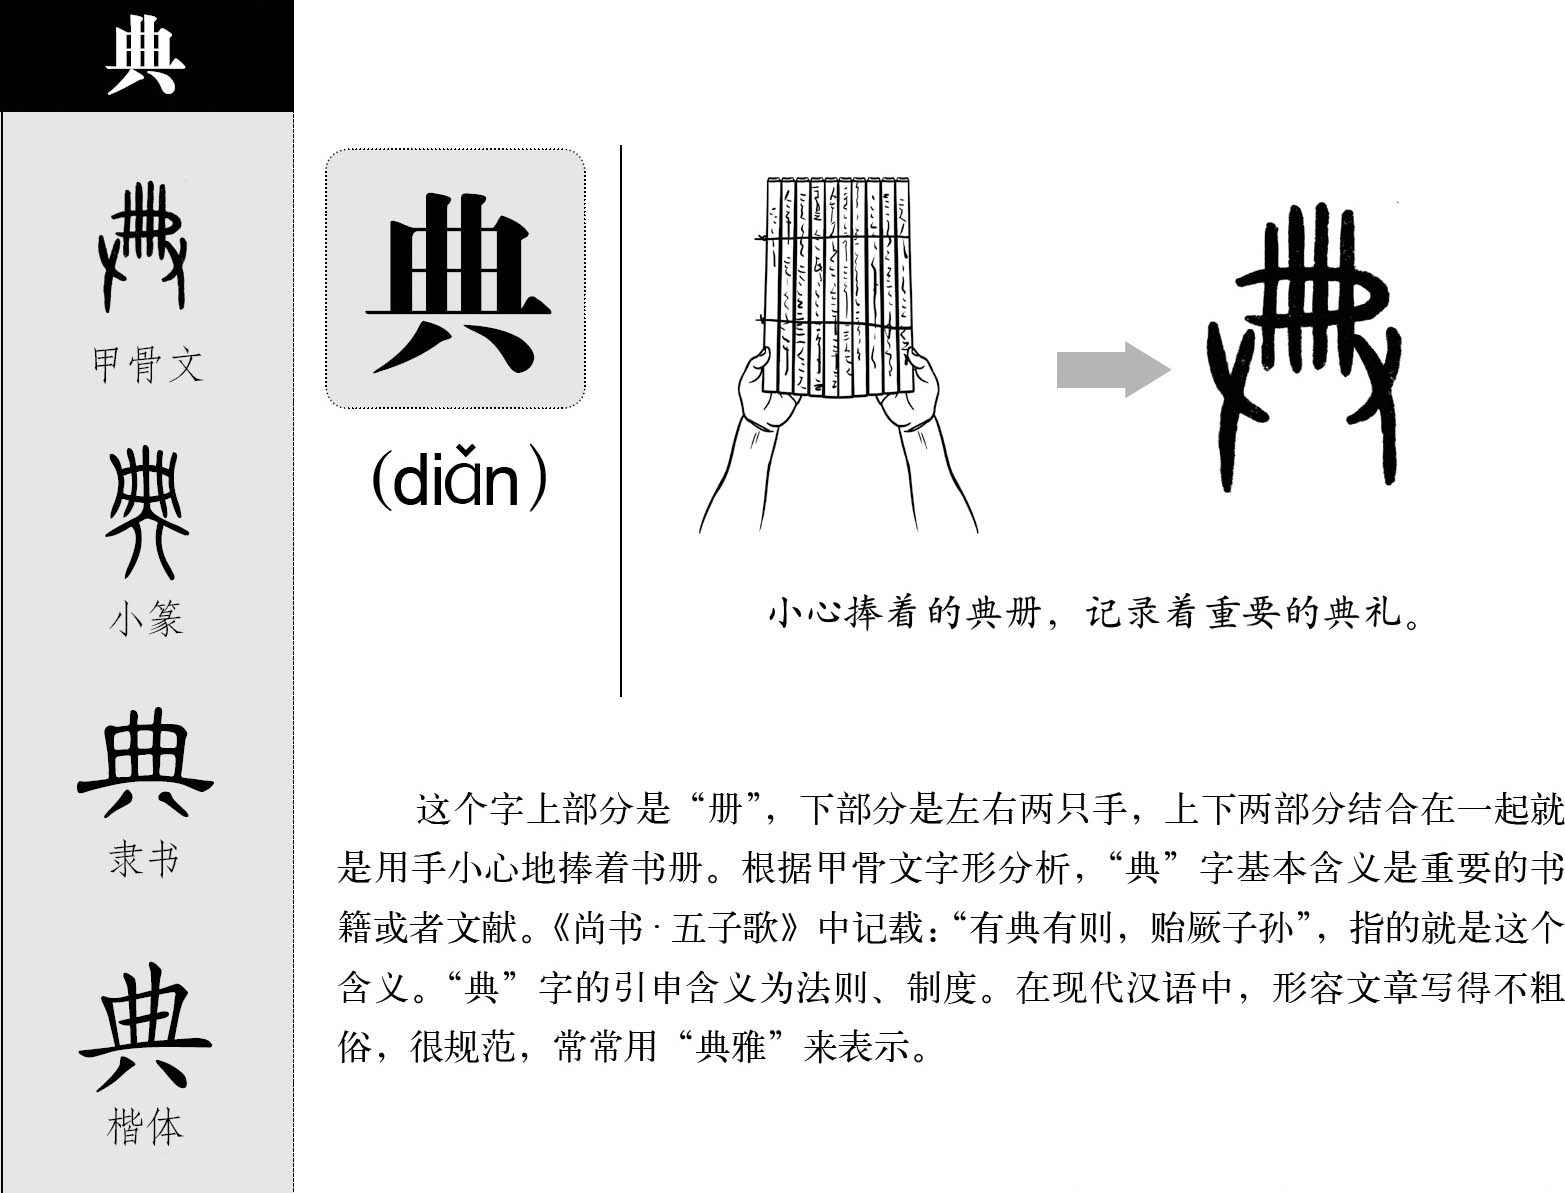 典
典
甲骨文
典
小篆
典
隶书
典
楷体
典
(diǎn)
小心捧着的典册，记录着重要的典礼。
这个字上部分是“册”，下部分是左右两只手，上下两部分结合在一起就
是用手小心地捧着书册。根据甲骨文字形分析，“典”字基本含义是重要的书
籍或者文献。《尚书·五子歌》中记载：“有典有则，贻厥子孙”，指的就是这个
含义。“典”字的引申含义为法则、制度。在现代汉语中，形容文章写得不粗
俗，很规范，常常用“典雅”来表示。